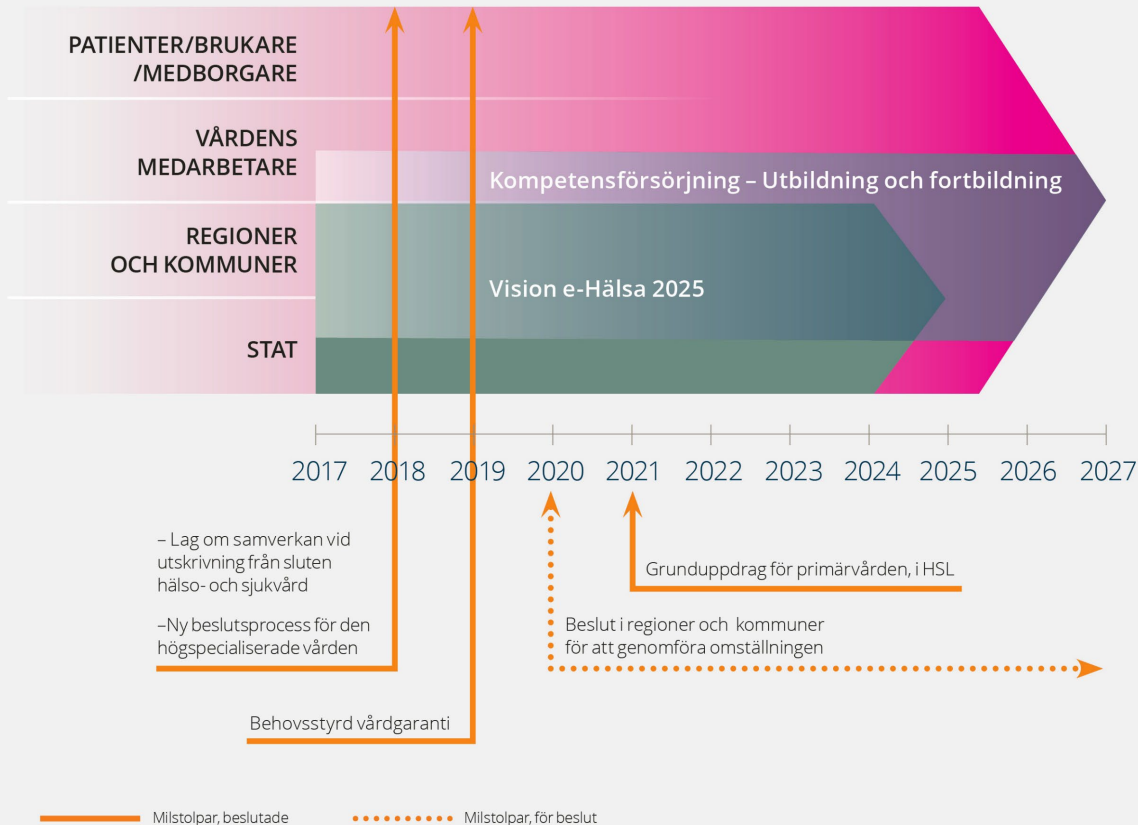 PATIENTER/BRUKARE
/MEDBORGARE
VÅRDENS
MEDARBETARE
Kompetensförsörjning – Utbildning och fortbildning
REGIONER
OCH KOMMUNER
Vision e-Hälsa 2025
STAT
2017 2018 2019 2020 2021 2022 2023 2024 2025 2026 2027
– Lag om samverkan vid
utskrivning från sluten
hälso- och sjukvård
–Ny beslutsprocess för den
högspecialiserade vården
Grunduppdrag för primärvården, i HSL
Beslut i regioner och kommuner
för att genomföra omställningen
Behovsstyrd vårdgaranti
Milstolpar, beslutade
Milstolpar, för beslut